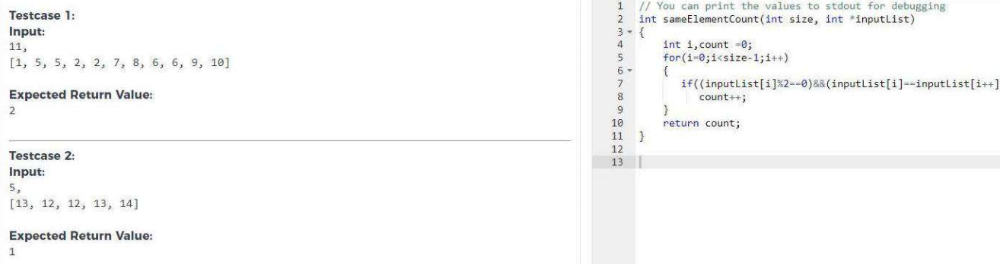 Testcase 1:
Input:
11,
[1, 5, 5, 2, 2, 7, 8, 6, 6, 9, 10]
Expected Return Value:
2
Testcase 2:
Input:
5,
[13, 12, 12, 13, 14]
Expected Return Value:
1
1 // You can print the values to stdout for debugging
2 int sameElementCount(int size, int *inputList)
3 {
4 int i,count =0;
5 for(i=0;i<size-1;i++)
6 {
7 if((inputList[i]%2==0)&&(inputList[i]==inputList[i++]
8 count++;
9 }
10 return count;
11 }
12
13